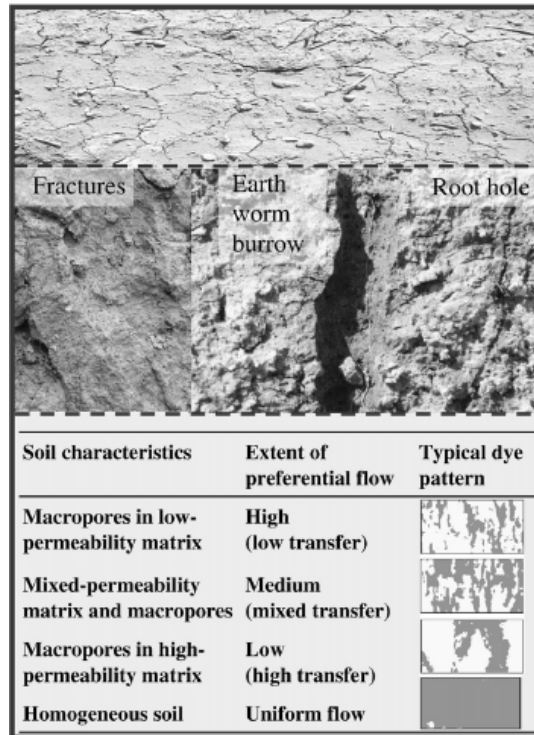 Fractures
Earth
worm
burrow
Root hole
Soil characteristics
Extent of
preferential flow
Typical dye
pattern
Macropores in low-
permeability matrix
High
(low transfer)
Mixed-permeability
matrix and macropores
Medium
(mixed transfer)
Macropores in high-
permeability matrix
Low
(high transfer)
Homogeneous soil
Uniform flow